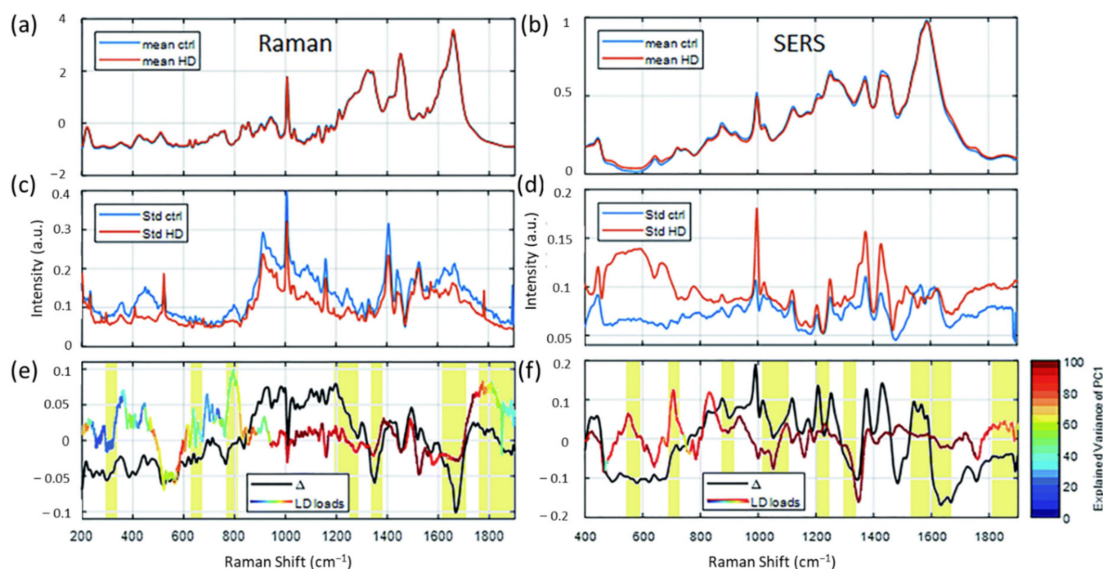 (a)
Raman
mean ctrl
mean HD
4
2
0
−2
(b)
SERS
mean ctrl
mean HD
1
0.5
0
(c)
Std ctrl
Std HD
0.4
0.3
0.2
0.1
0
Intensity (a.u.)
(d)
Std ctrl
Std HD
0.2
0.15
0.1
0.05
Intensity (a.u.)
(e)
0.1
0.05
0
−0.05
−0.1
Δ
LD loads
200 400 600 800 1000 1200 1400 1600 1800
Raman Shift (cm⁻¹)
(f)
0.2
0.1
0
−0.1
−0.2
Δ
LD loads
400 600 800 1000 1200 1400 1600 1800
Raman Shift (cm⁻¹)
100
80
60
40
20
0
Explained Variance of PC1